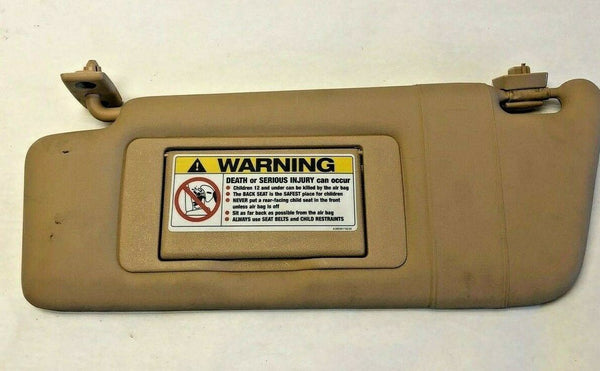 WARNING
DEATH or SERIOUS INJURY can occur
Children 12 and under can be killed by the air bag
The BACK SEAT is the SAFEST place for children
NEVER put a rear-facing child seat in the front
unless air bag is off
Sit as far back as possible from the air bag
ALWAYS use SEAT BELTS and CHILD RESTRAINTS